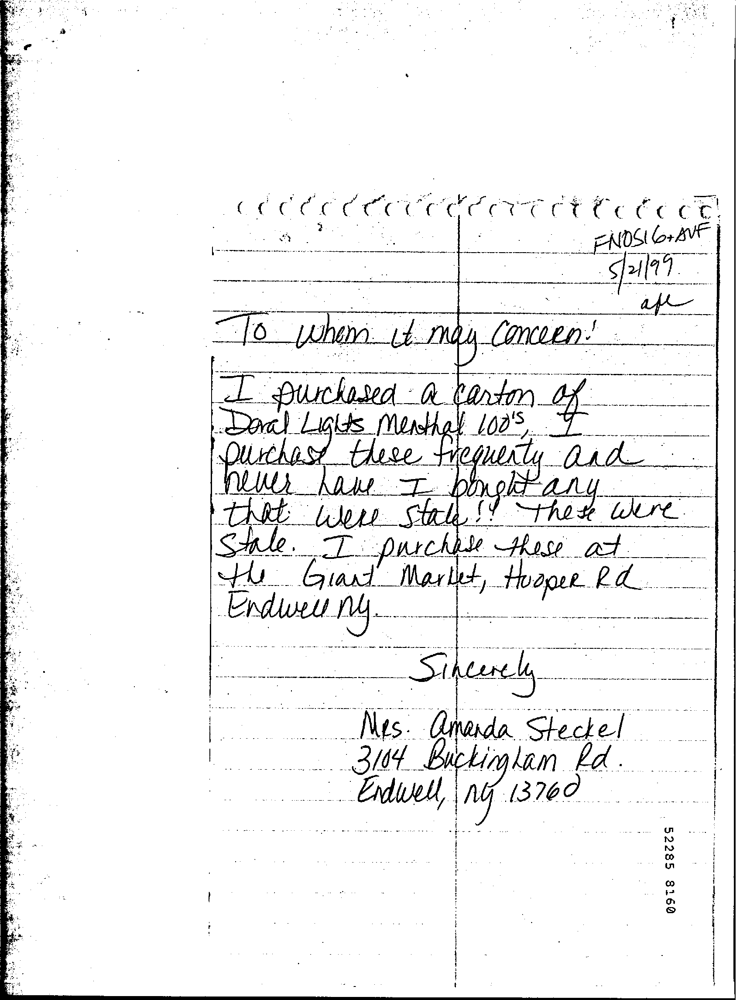 FNDS16+AVF
5/21/99
To whom it may concern!
I purchased a carton of
Doral Lights Menthol 100's, I
purchase these frequently and
never have I bought any
that were stale!! These were
stale. I purchase these at
the Giant Market, Hooper Rd
Endwell ny.
Sincerely
Mrs. Amanda Steckel
3104 Buckingham Rd.
Endwell, ny 13760
52285 8160